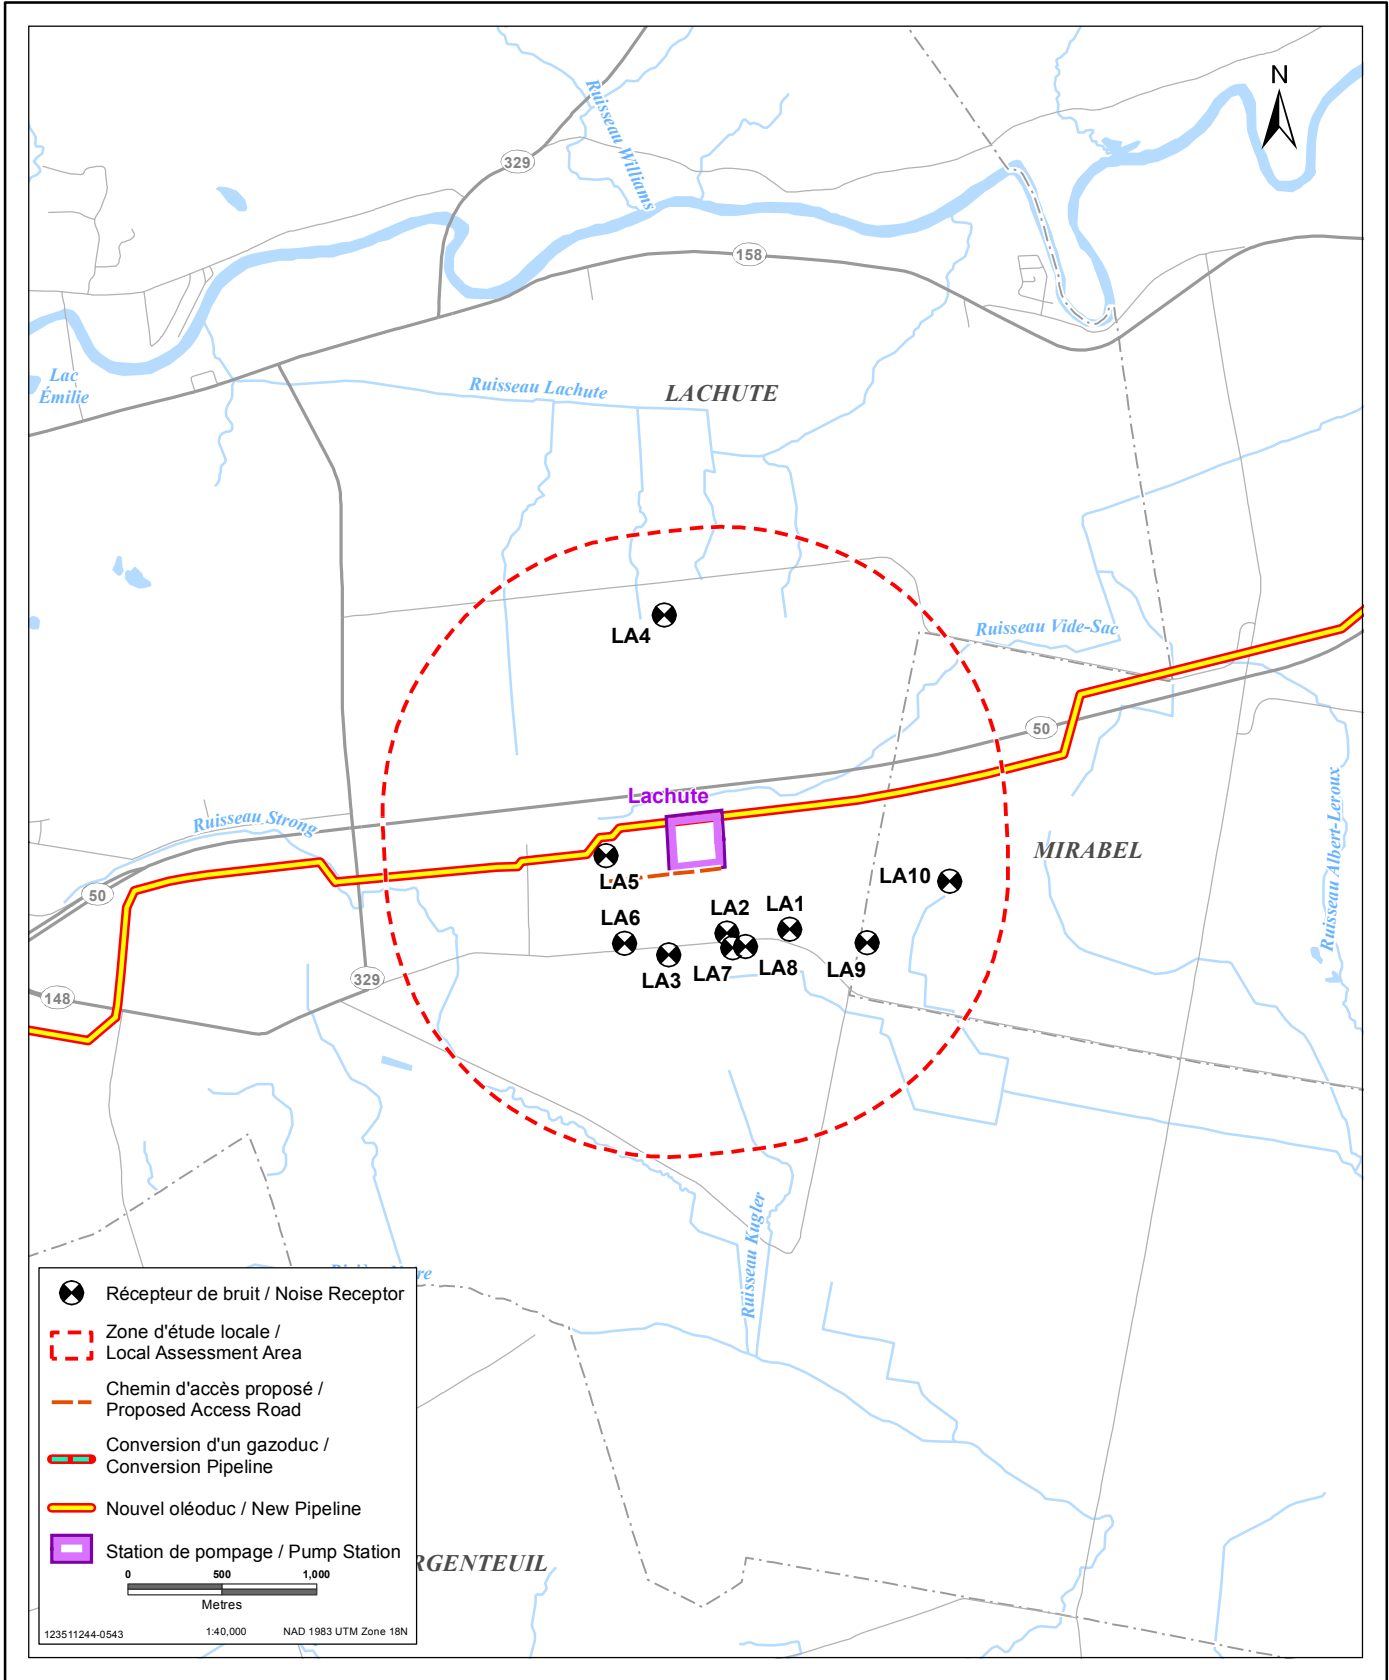 N
Ruisseau Williams
329
158
Lac
Émilie
Ruisseau Lachute
LACHUTE
LA4
Ruisseau Vide-Sac
50
Lachute
Ruisseau Strong
Ruisseau Albert-Leroux
MIRABEL
LA5
LA10
50
LA6
LA2
LA1
LA3
LA7
LA8
LA9
329
148
Ruisseau Kugler
Récepteur de bruit / Noise Receptor
Zone d'étude locale /
Local Assessment Area
Chemin d'accès proposé /
Proposed Access Road
Conversion d'un gazoduc /
Conversion Pipeline
Nouvel oléoduc / New Pipeline
Station de pompage / Pump Station
RGENTEUIL
0 500 1,000
Metres
123511244-0543 1:40,000 NAD 1983 UTM Zone 18N